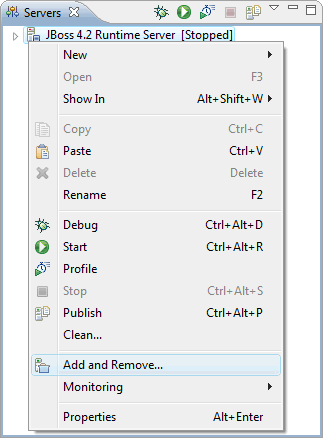 Servers
JBoss 4.2 Runtime Server [Stopped]
New
Open F3
Show In Alt+Shift+W
Copy Ctrl+C
Paste Ctrl+V
Delete Delete
Rename F2
Debug Ctrl+Alt+D
Start Ctrl+Alt+R
Profile
Stop Ctrl+Alt+S
Publish Ctrl+Alt+P
Clean...
Add and Remove...
Monitoring
Properties Alt+Enter